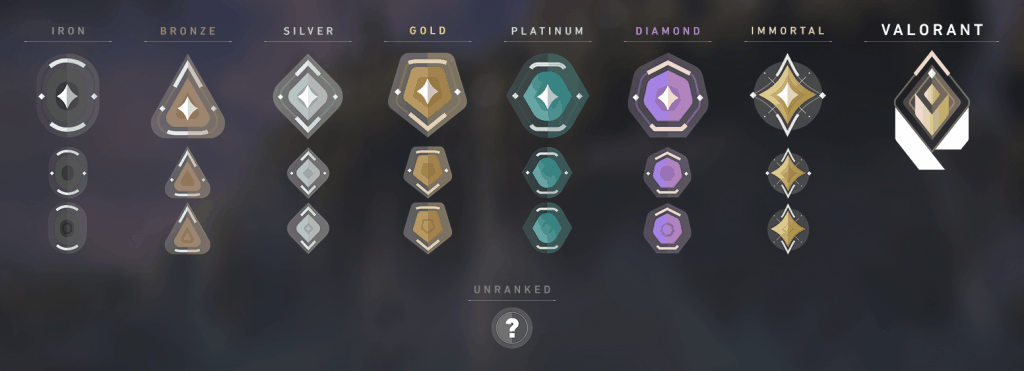 IRON
BRONZE
SILVER
GOLD
PLATINUM
DIAMOND
IMMORTAL
VALORANT
UNRANKED
?